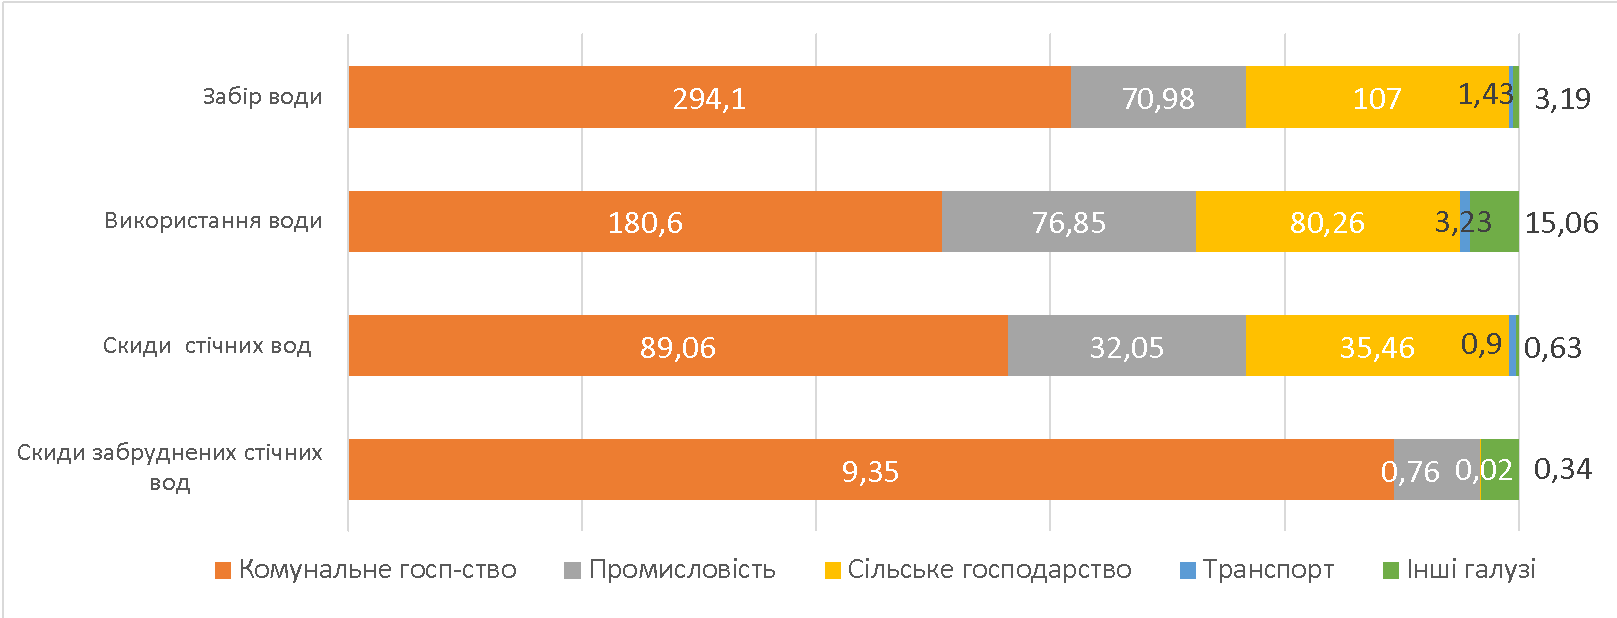 Забір води
294,1 70,98 107 1,43 3,19
Використання води
180,6 76,85 80,26 3,23 15,06
Скиди стічних вод
89,06 32,05 35,46 0,9 0,63
Скиди забруднених стічних
вод
9,35 0,76 0,02 0,34
Комунальне госп-ство Промисловість Сільське господарство Транспорт Інші галузі